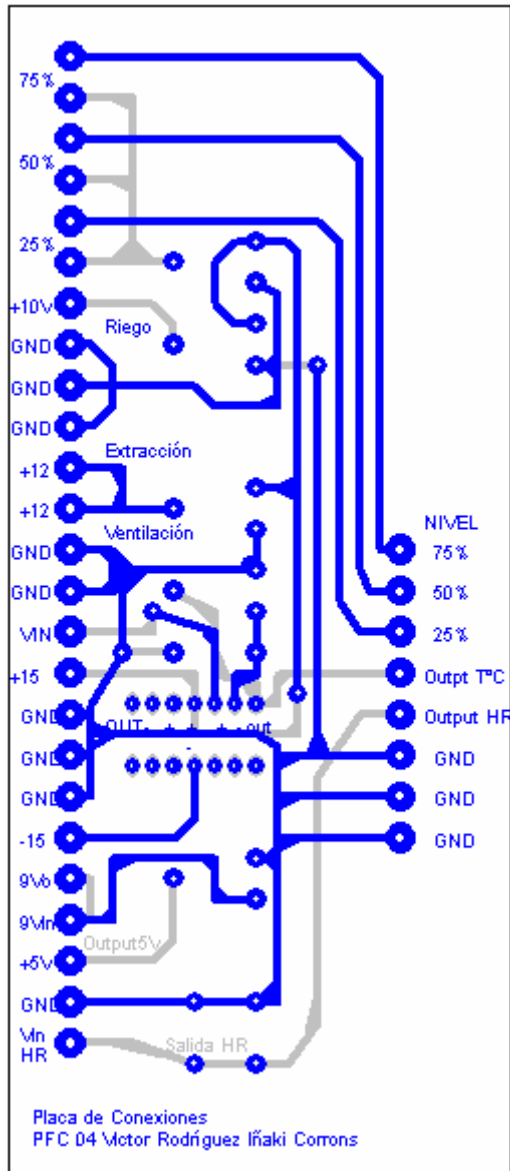 75%
50%
25%
+10V
Riego
GND
GND
GND
Extracción
+12
+12
Ventilación
GND
GND
VIN
+15
GND
OUT - + + + - out
-
GND
GND
-15
9Vo
9Vin
Output5V
+5V
GND
Vin
HR
Salida HR
NIVEL
75%
50%
25%
Outpt TºC
Output HR
GND
GND
GND
Placa de Conexiones
PFC 04 Victor Rodríguez Iñaki Corrons